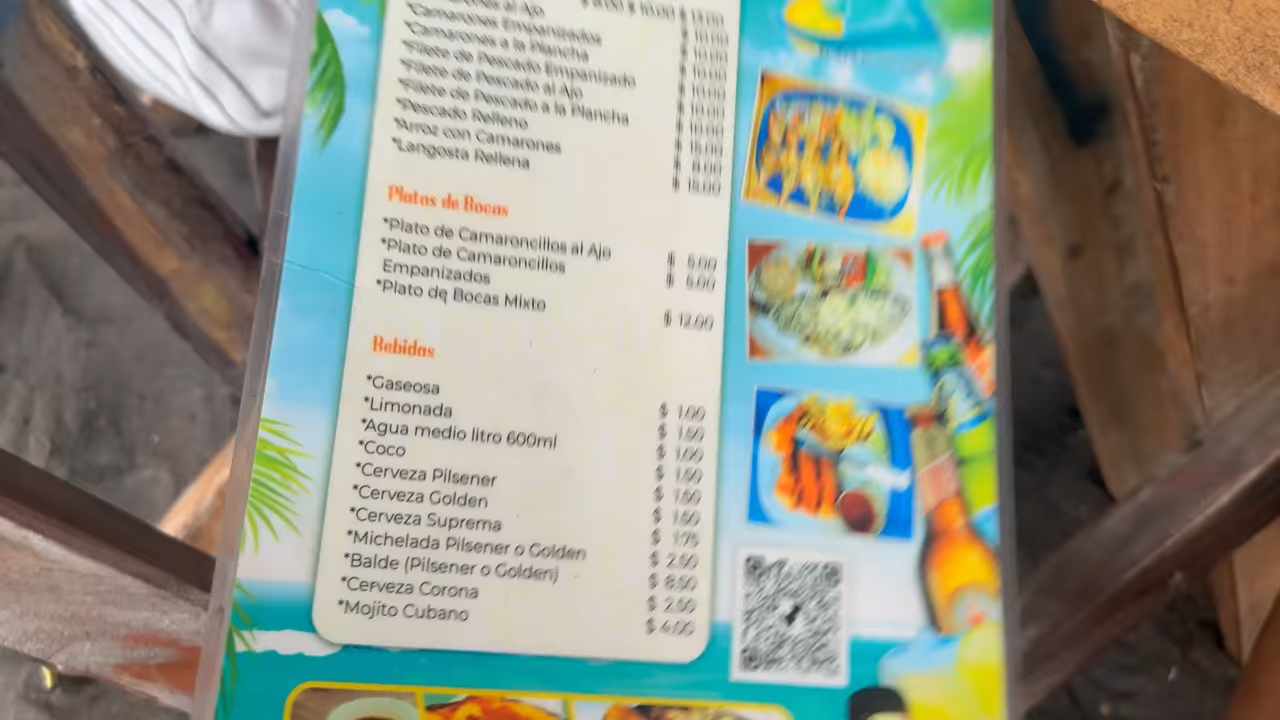 al Ajo
*Camarones Empanizados
*Camarones a la Plancha
*Filete de Pescado Empanizado
*Filete de Pescado al Ajo
*Filete de Pescado a la Plancha
*Pescado Relleno
*Arroz con Camarones
*Langosta Rellena
Platos de Bocas
*Plato de Camaroncillos al Ajo
*Plato de Camaroncillos
Empanizados
*Plato de Bocas Mixto $ 12.00
Bebidas
*Gaseosa $ 1.00
*Limonada $ 1.50
*Agua medio litro 600ml $ 1.00
*Coco $ 1.50
*Cerveza Pilsener $ 1.50
*Cerveza Golden $ 1.50
*Cerveza Suprema $ 1.75
*Michelada Pilsener o Golden $ 2.50
*Balde (Pilsener o Golden) $ 8.50
*Cerveza Corona $ 2.50
*Mojito Cubano $ 4.00